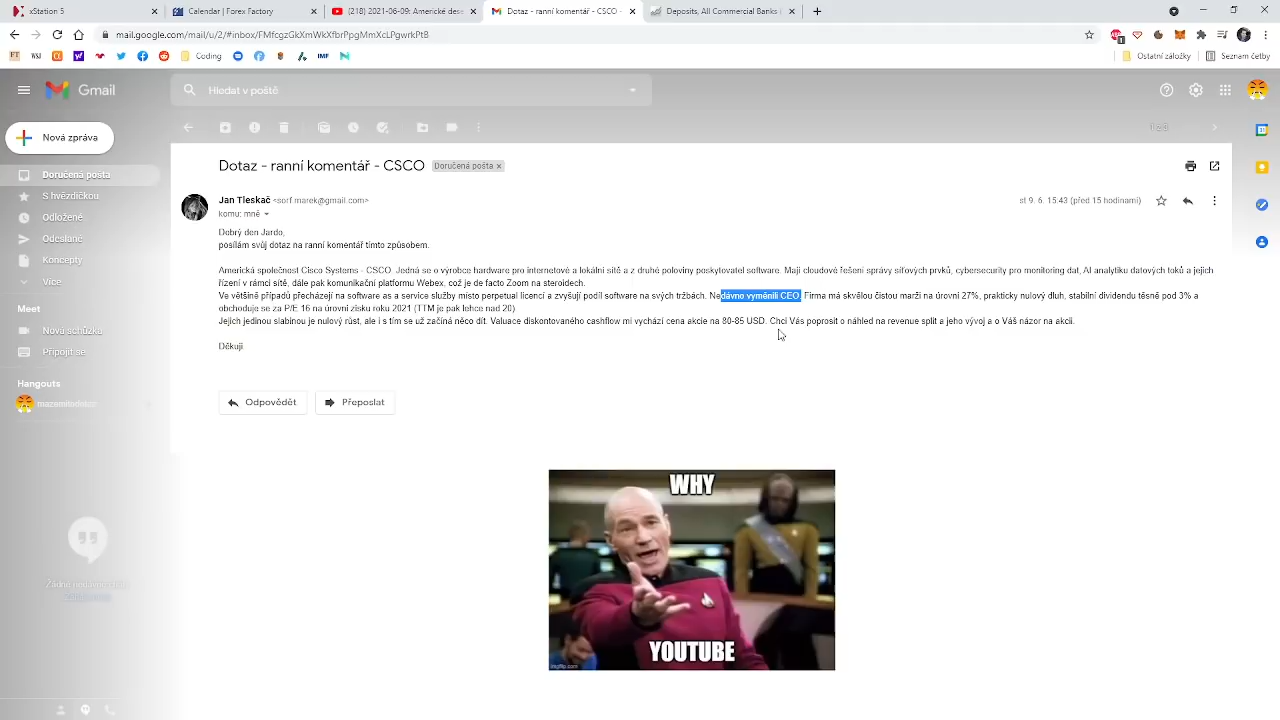 xStation 5
Calendar | Forex Factory
(218) 2021-06-09: Americké des
Dotaz - ranní komentář - CSCO -
Deposits, All Commercial Banks
mail.google.com/mail/u/2/#inbox/FMfcgzGkXmWkXfbrPpgMmXcLPgwrkPtB
FT
WSJ
Coding
IMF
Ostatní záložky
Seznam četby
Gmail
Hledat v poště
Nová zpráva
Doručená pošta
S hvězdičkou
Odložené
Odeslané
Koncepty
Více
Meet
Nová schůzka
Připojit se
Hangouts
Dotaz - ranní komentář - CSCO
Doručená pošta ×
Jan Tleskač <sorf.marek@gmail.com>
st 9. 6. 15:43 (před 15 hodinami)
komu: mně
Dobrý den Jardo,
posílám svůj dotaz na ranní komentář tímto způsobem.
Americká společnost Cisco Systems - CSCO. Jedná se o výrobce hardware pro internetové a lokální sítě a z druhé poloviny poskytovatel software. Mají cloudové řešení správy síťových prvků, cybersecurity pro monitoring dat, AI analytiku datových toků a jejich
řízení v rámci sítě, dále pak komunikační platformu Webex, což je de facto Zoom na steroidech.
Ve většině případů přecházejí na software as a service služby místo perpetual licencí a zvyšují podíl software na svých tržbách. Nedávno vyměnili CEO. Firma má skvělou čistou marži na úrovni 27%, prakticky nulový dluh, stabilní dividendu těsně pod 3% a
obchoduje se za P/E 16 na úrovni zisku roku 2021 (TTM je pak lehce nad 20)
Jejich jedinou slabinou je nulový růst, ale i s tím se už začíná něco dít. Valuace diskontovaného cashflow mi vychází cena akcie na 80-85 USD. Chci Vás poprosit o náhled na revenue split a jeho vývoj a o Váš názor na akcii.
Děkuji
Odpovědět
Přeposlat
WHY
YOUTUBE
imgflip.com